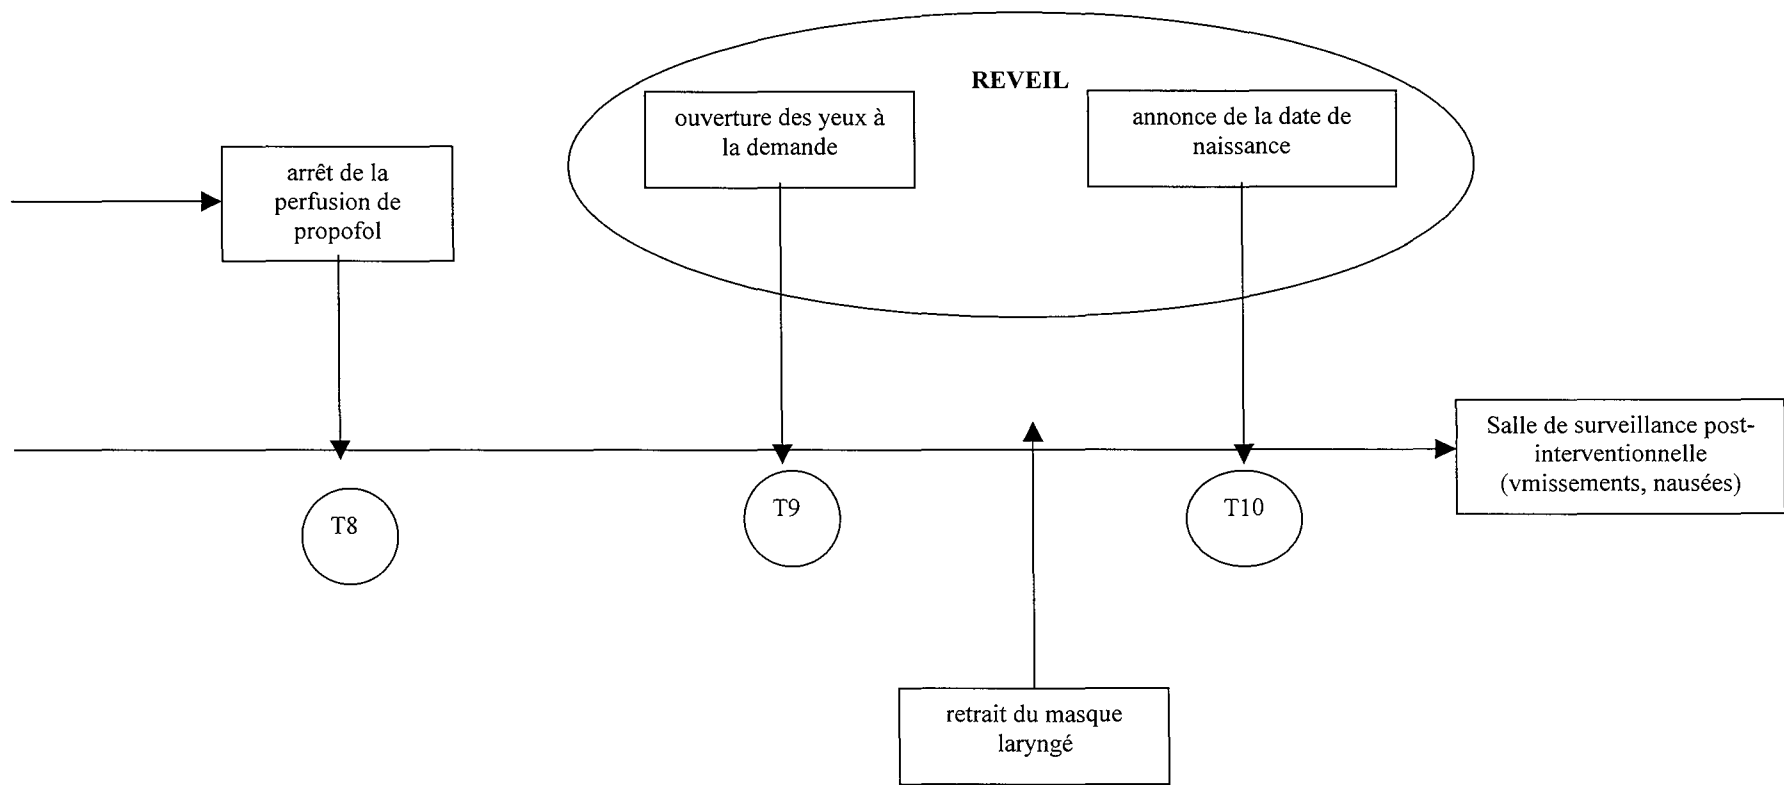 REVEIL
ouverture des yeux à
la demande
annonce de la date de
naissance
arrêt de la
perfusion de
propofol
Salle de surveillance post-
interventionnelle
(vmissements, nausées)
T8
T9
T10
retrait du masque
laryngé